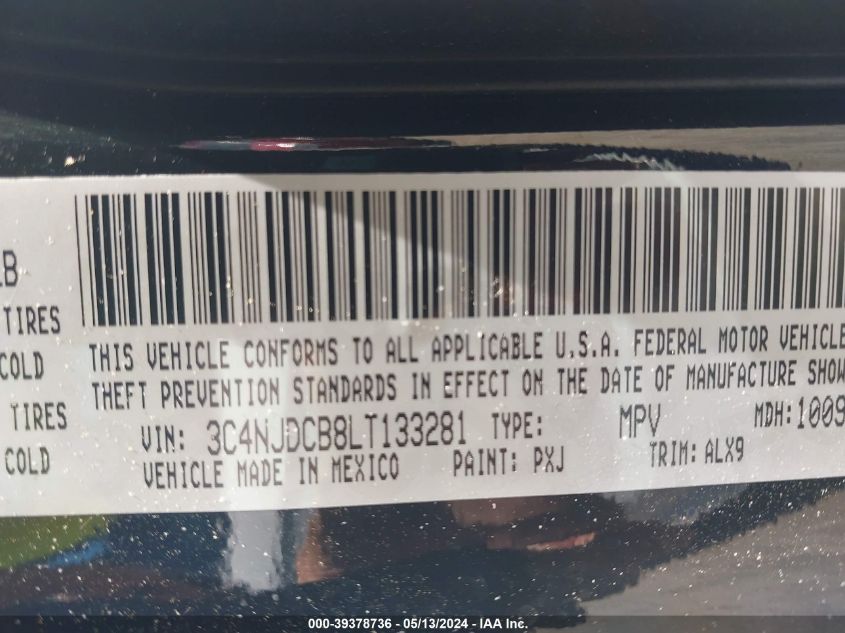 LB
TIRES
COLD
TIRES
COLD
THIS VEHICLE CONFORMS TO ALL APPLICABLE U.S.A. FEDERAL MOTOR VEHICLE
THEFT PREVENTION STANDARDS IN EFFECT ON THE DATE OF MANUFACTURE SHOW
VIN: 3C4NJDCB8LT133281 TYPE: MPV MDH: 1009
VEHICLE MADE IN MEXICO PAINT: PXJ TRIM: ALX9
000-39378736 - 05/13/2024 - IAA Inc.